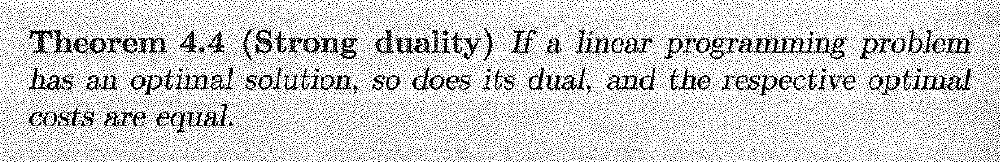 Theorem 4.4 (Strong duality) If a linear programming problem
has an optimal solution, so does its dual, and the respective optimal
costs are equal.